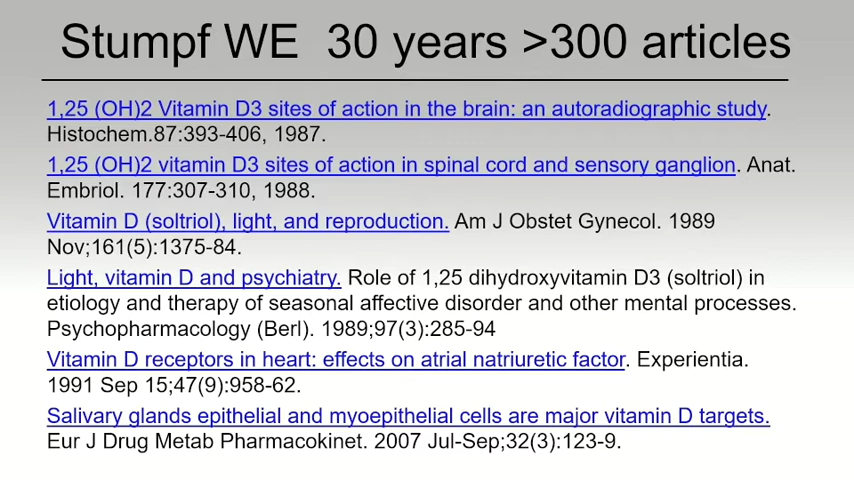 Stumpf WE 30 years >300 articles
1,25 (OH)2 Vitamin D3 sites of action in the brain: an autoradiographic study.
Histochem.87:393-406, 1987.
1,25 (OH)2 vitamin D3 sites of action in spinal cord and sensory ganglion. Anat.
Embriol. 177:307-310, 1988.
Vitamin D (soltriol), light, and reproduction. Am J Obstet Gynecol. 1989
Nov;161(5):1375-84.
Light, vitamin D and psychiatry. Role of 1,25 dihydroxyvitamin D3 (soltriol) in
etiology and therapy of seasonal affective disorder and other mental processes.
Psychopharmacology (Berl). 1989;97(3):285-94
Vitamin D receptors in heart: effects on atrial natriuretic factor. Experientia.
1991 Sep 15;47(9):958-62.
Salivary glands epithelial and myoepithelial cells are major vitamin D targets.
Eur J Drug Metab Pharmacokinet. 2007 Jul-Sep;32(3):123-9.